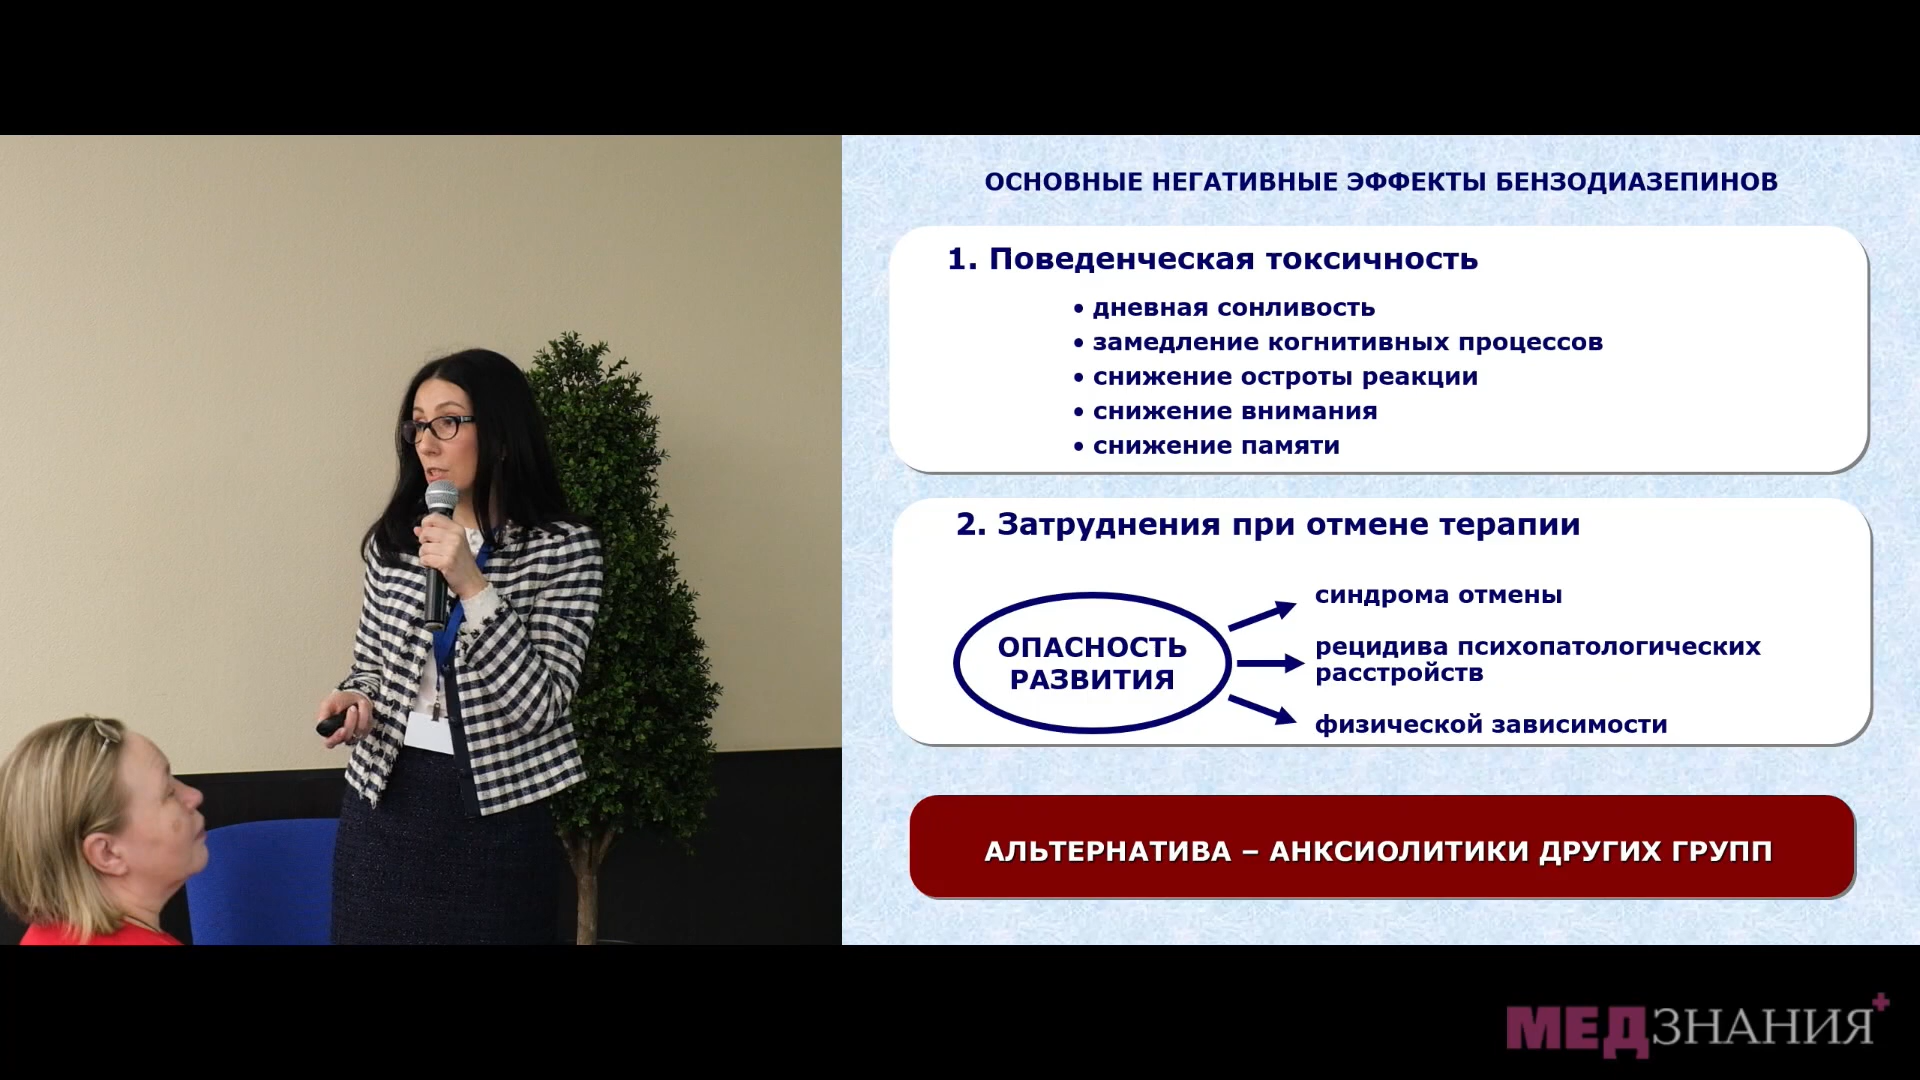 ОСНОВНЫЕ НЕГАТИВНЫЕ ЭФФЕКТЫ БЕНЗОДИАЗЕПИНОВ
1. Поведенческая токсичность
• дневная сонливость
• замедление когнитивных процессов
• снижение остроты реакции
• снижение внимания
• снижение памяти
2. Затруднения при отмене терапии
ОПАСНОСТЬ
РАЗВИТИЯ
синдрома отмены
рецидива психопатологических
расстройств
физической зависимости
АЛЬТЕРНАТИВА – АНКСИОЛИТИКИ ДРУГИХ ГРУПП
МЕДЗНАНИЯ+